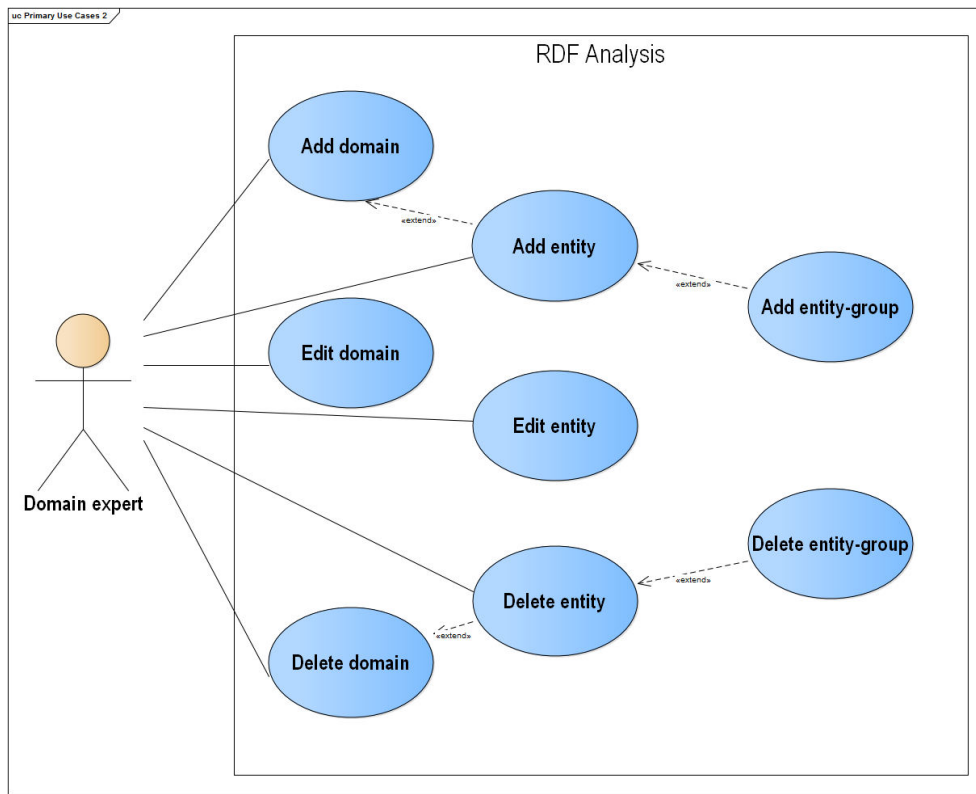 uc Primary Use Cases 2
RDF Analysis
Add domain
«extend»
Add entity
«extend»
Add entity-group
Edit domain
Edit entity
Domain expert
Delete entity-group
«extend»
Delete entity
«extend»
Delete domain